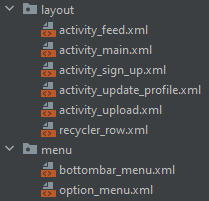 layout
activity_feed.xml
activity_main.xml
activity_sign_up.xml
activity_update_profile.xml
activity_upload.xml
recycler_row.xml
menu
bottombar_menu.xml
option_menu.xml